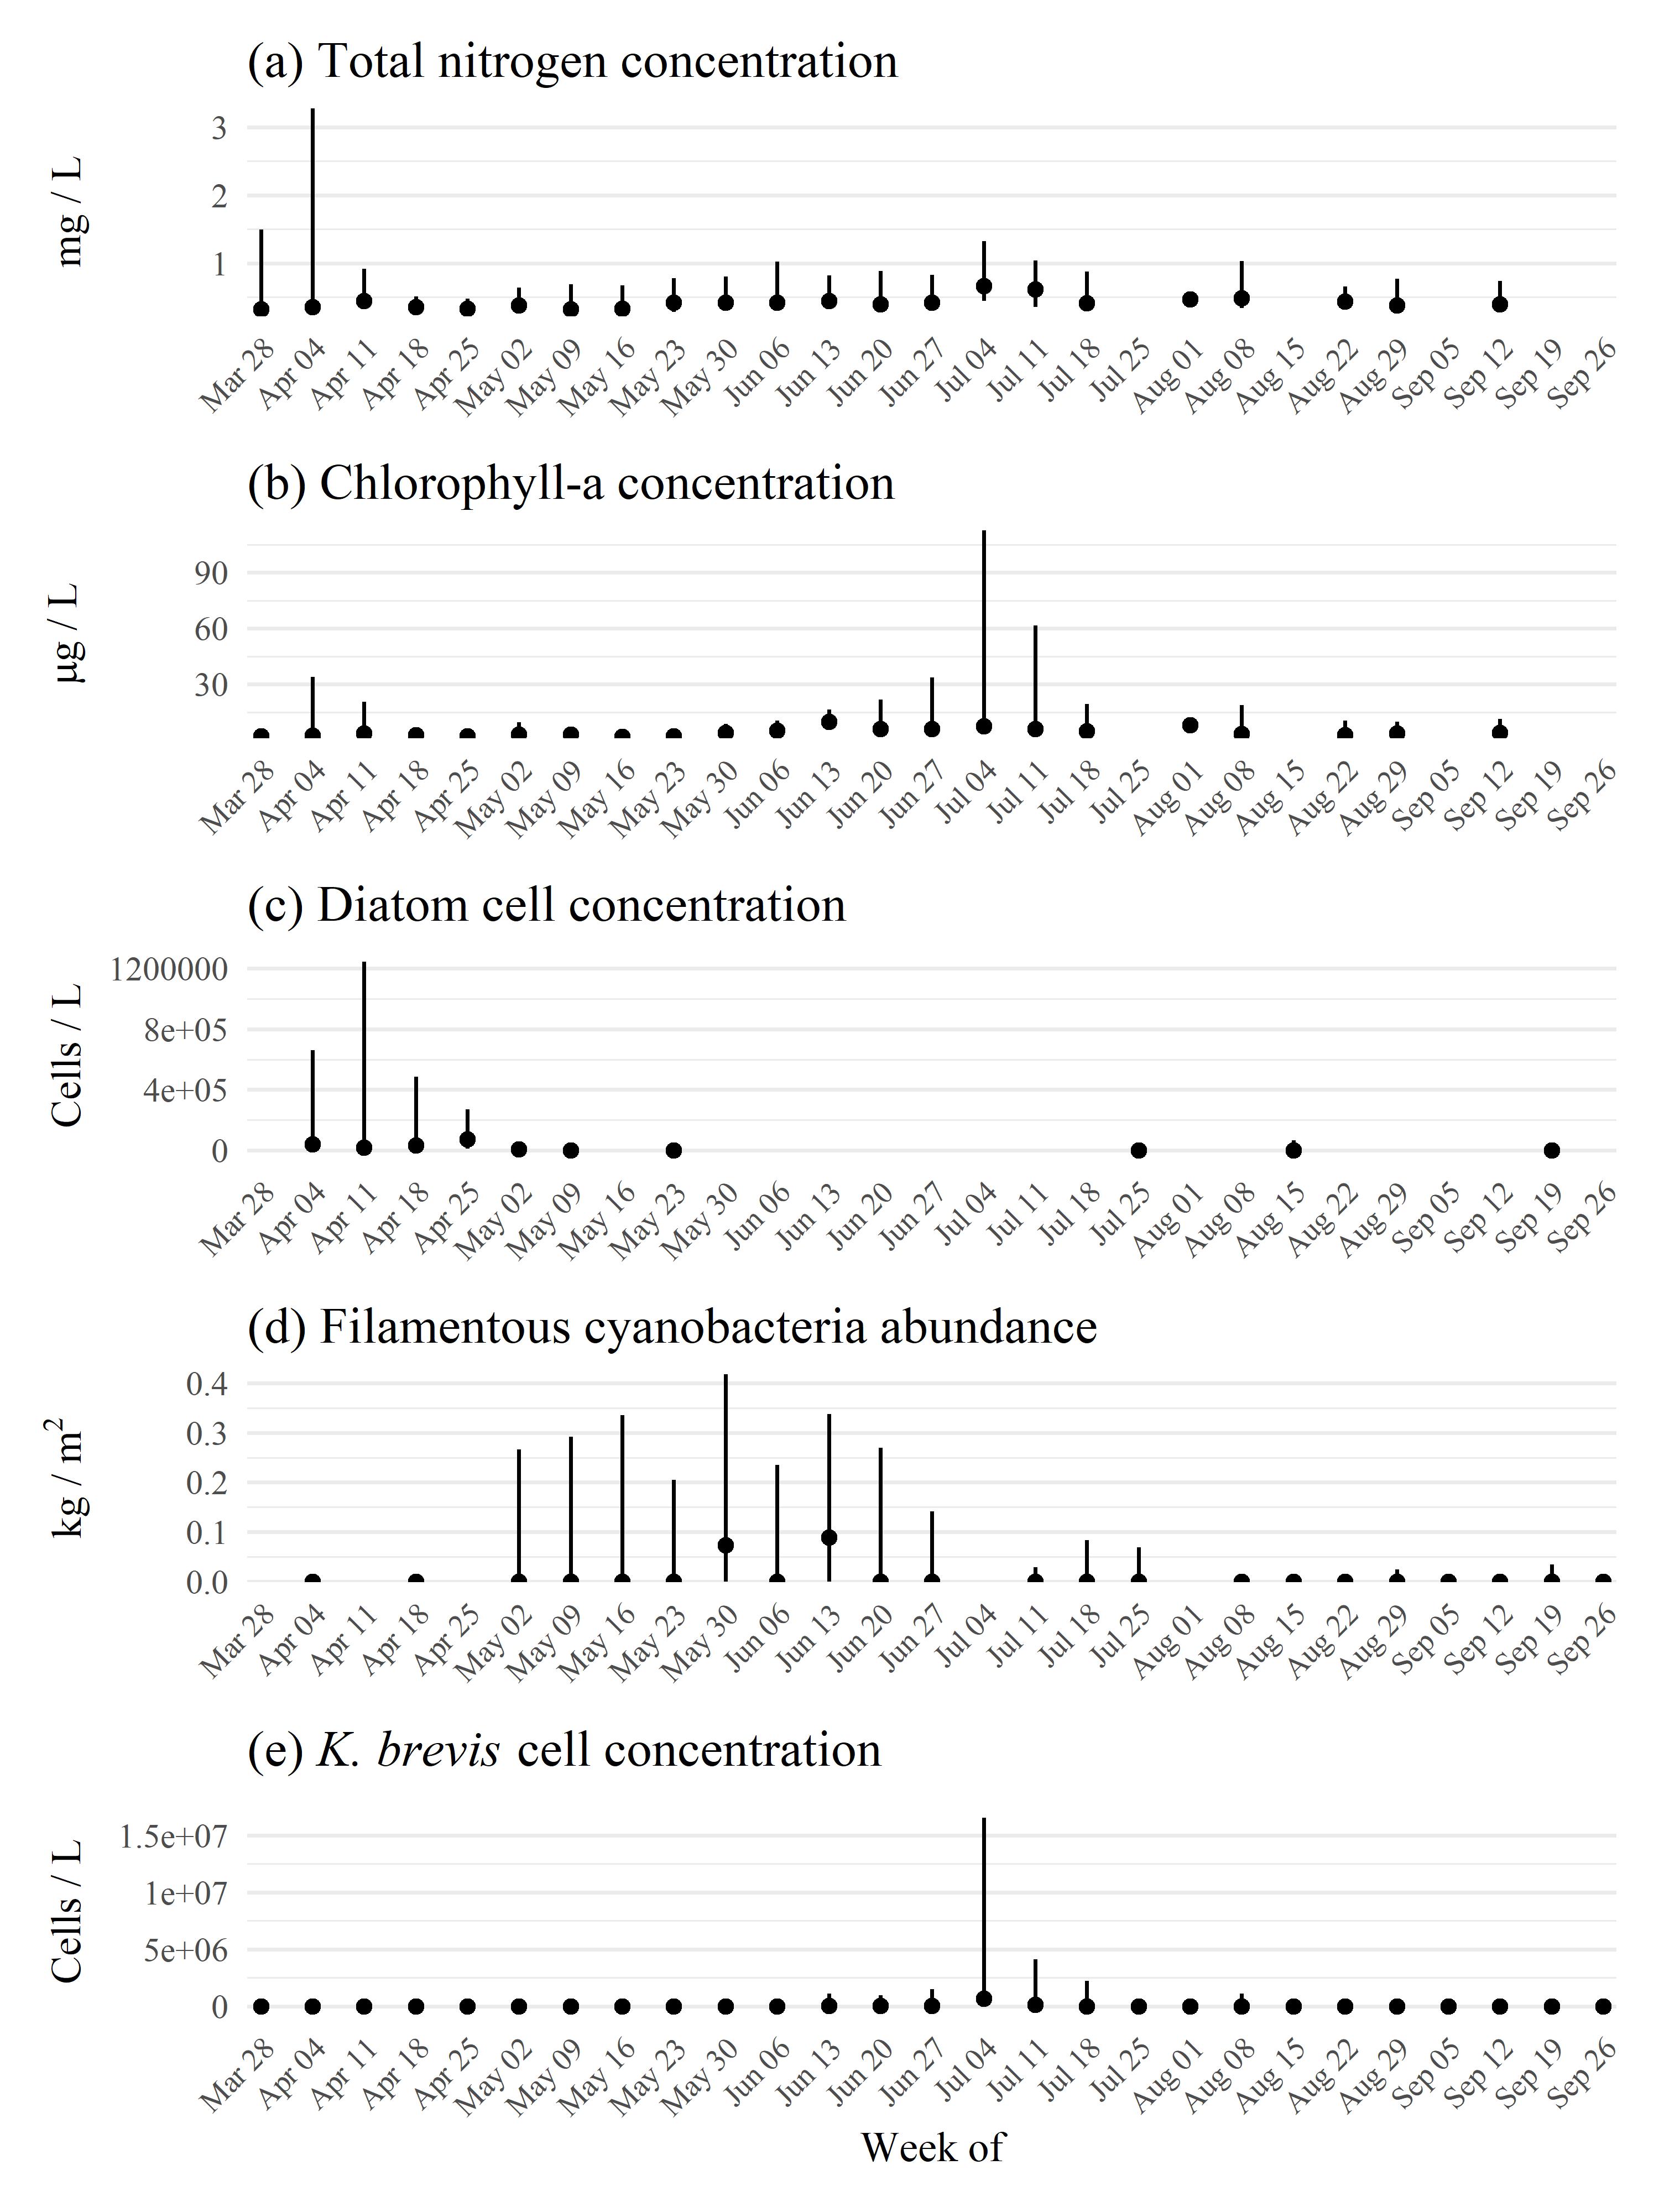 (a) Total nitrogen concentration
mg / L
3
2
1
Mar 28 Apr 04 Apr 11 Apr 18 Apr 25 May 02 May 09 May 16 May 23 May 30 Jun 06 Jun 13 Jun 20 Jun 27 Jul 04 Jul 11 Jul 18 Jul 25 Aug 01 Aug 08 Aug 15 Aug 22 Aug 29 Sep 05 Sep 12 Sep 19 Sep 26
(b) Chlorophyll-a concentration
μg / L
90
60
30
Mar 28 Apr 04 Apr 11 Apr 18 Apr 25 May 02 May 09 May 16 May 23 May 30 Jun 06 Jun 13 Jun 20 Jun 27 Jul 04 Jul 11 Jul 18 Jul 25 Aug 01 Aug 08 Aug 15 Aug 22 Aug 29 Sep 05 Sep 12 Sep 19 Sep 26
(c) Diatom cell concentration
Cells / L
1200000
8e+05
4e+05
0
Mar 28 Apr 04 Apr 11 Apr 18 Apr 25 May 02 May 09 May 16 May 23 May 30 Jun 06 Jun 13 Jun 20 Jun 27 Jul 04 Jul 11 Jul 18 Jul 25 Aug 01 Aug 08 Aug 15 Aug 22 Aug 29 Sep 05 Sep 12 Sep 19 Sep 26
(d) Filamentous cyanobacteria abundance
kg / m²
0.4
0.3
0.2
0.1
0.0
Mar 28 Apr 04 Apr 11 Apr 18 Apr 25 May 02 May 09 May 16 May 23 May 30 Jun 06 Jun 13 Jun 20 Jun 27 Jul 04 Jul 11 Jul 18 Jul 25 Aug 01 Aug 08 Aug 15 Aug 22 Aug 29 Sep 05 Sep 12 Sep 19 Sep 26
(e) K. brevis cell concentration
Cells / L
1.5e+07
1e+07
5e+06
0
Mar 28 Apr 04 Apr 11 Apr 18 Apr 25 May 02 May 09 May 16 May 23 May 30 Jun 06 Jun 13 Jun 20 Jun 27 Jul 04 Jul 11 Jul 18 Jul 25 Aug 01 Aug 08 Aug 15 Aug 22 Aug 29 Sep 05 Sep 12 Sep 19 Sep 26
Week of